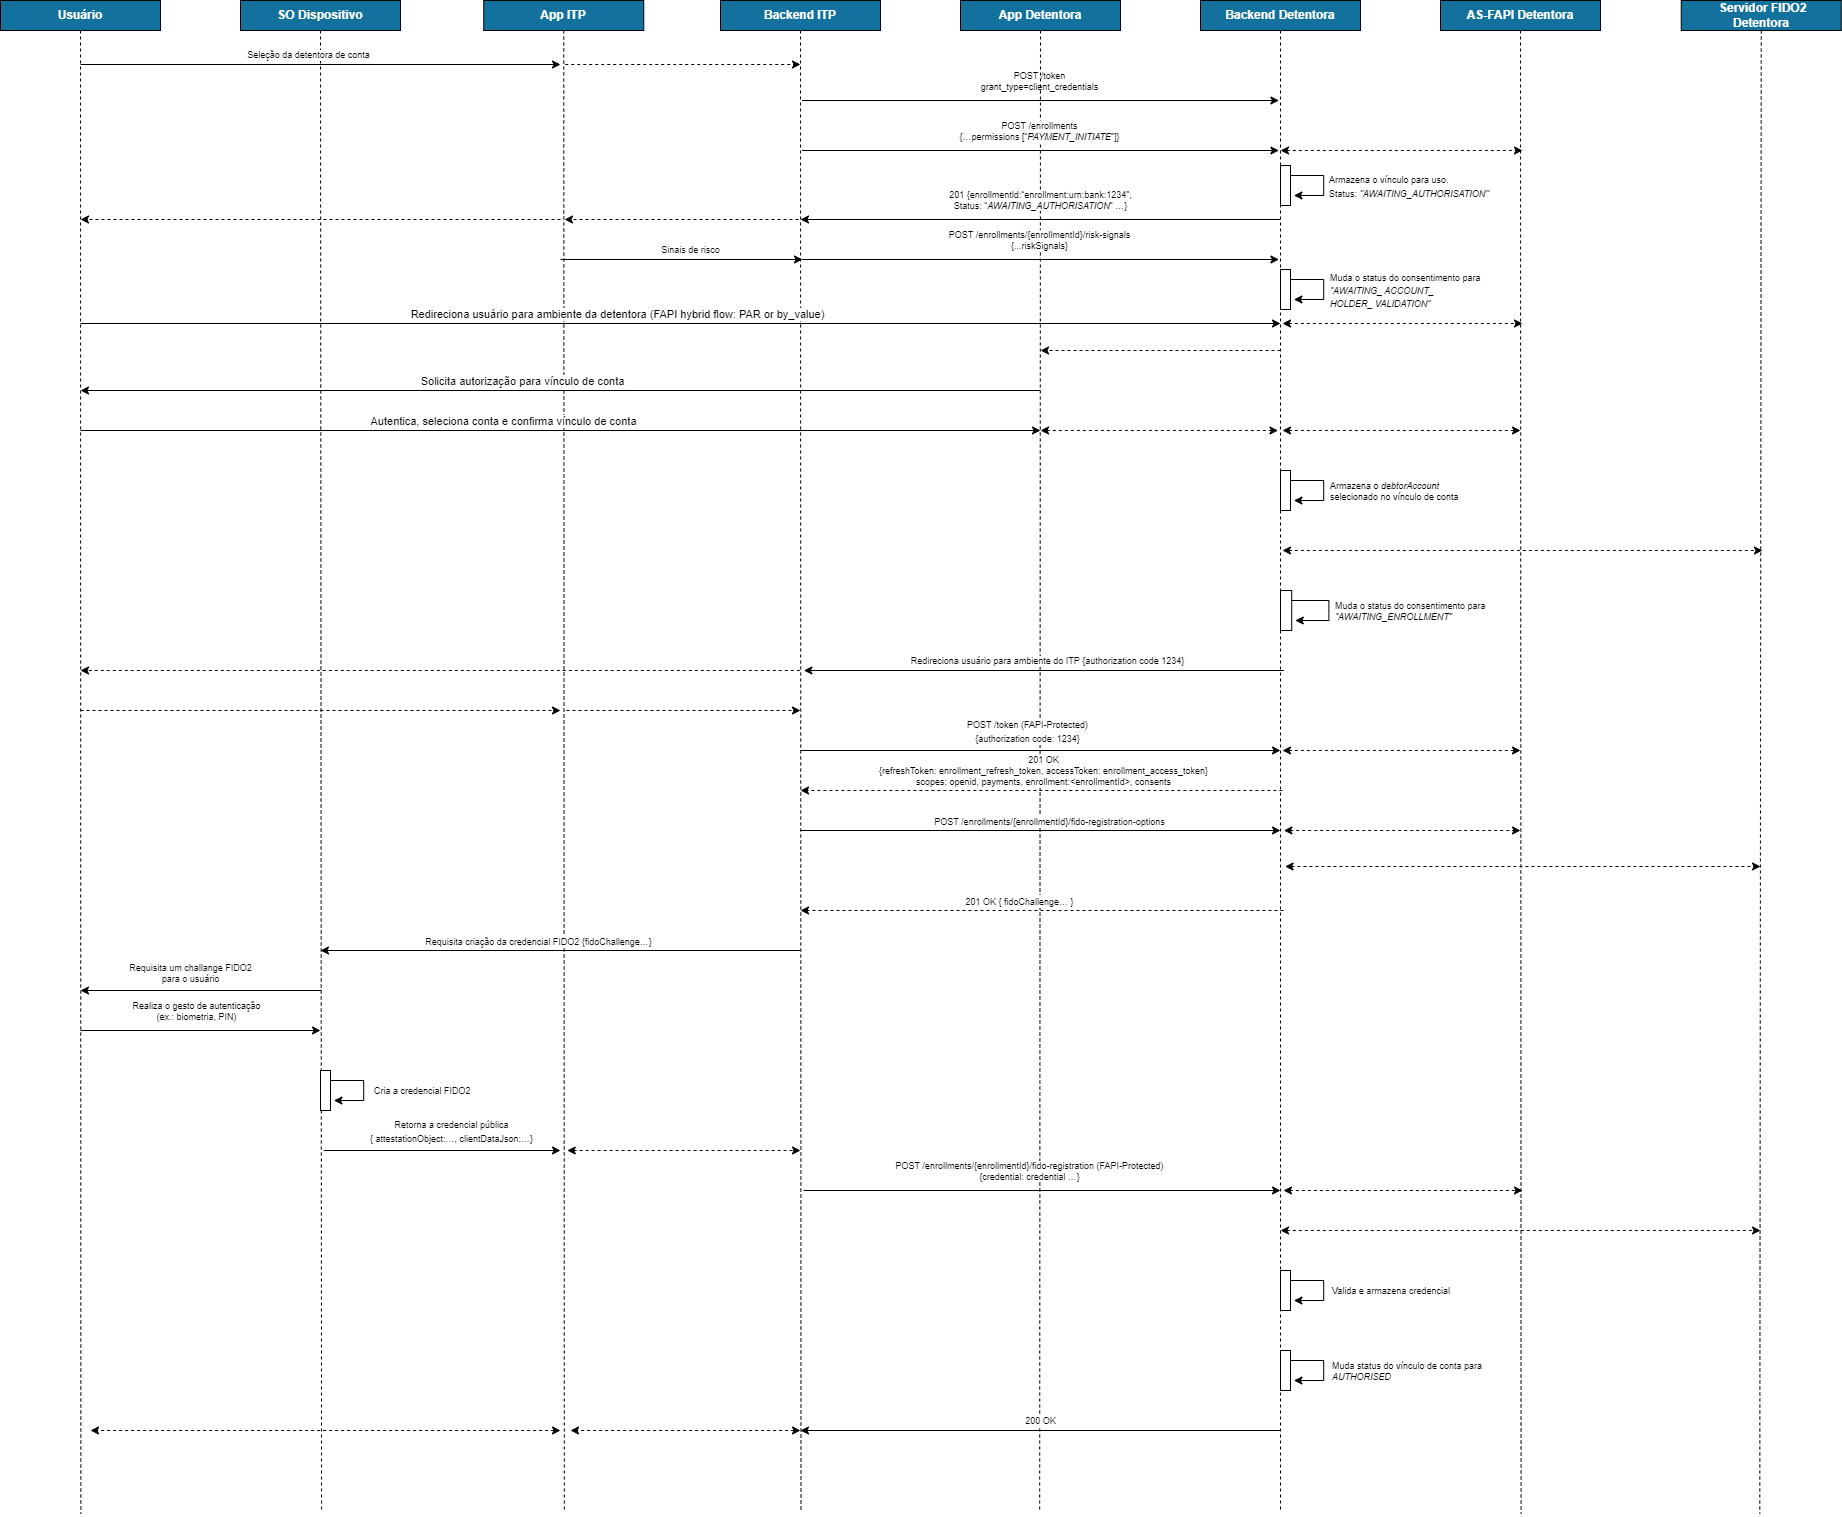 Usuário
SO Dispositivo
App ITP
Backend ITP
App Detentora
Backend Detentora
AS-FAPI Detentora
Servidor FIDO2
Detentora
Seleção da detentora de conta
POST /token
grant_type=client_credentials
POST /enrollments
{...permissions ["PAYMENT_INITIATE"]}
Armazena o vínculo para uso.
Status: "AWAITING_AUTHORISATION"
201 {enrollmentId:"enrollment:urn:bank:1234",
Status: "AWAITING_AUTHORISATION" ...}
POST /enrollments/{enrollmentId}/risk-signals
{...riskSignals}
Sinais de risco
Muda o status do consentimento para
"AWAITING_ ACCOUNT_
HOLDER_ VALIDATION"
Redireciona usuário para ambiente da detentora (FAPI hybrid flow: PAR or by_value)
Solicita autorização para vínculo de conta
Autentica, seleciona conta e confirma vínculo de conta
Armazena o debtorAccount
selecionado no vínculo de conta
Muda o status do consentimento para
"AWAITING_ENROLLMENT"
Redireciona usuário para ambiente do ITP {authorization code 1234}
POST /token (FAPI-Protected)
{authorization code: 1234}
201 OK
{refreshToken: enrollment_refresh_token, accessToken: enrollment_access_token}
scopes: openid, payments, enrollment:<enrollmentId>, consents
POST /enrollments/{enrollmentId}/fido-registration-options
201 OK { fidoChallenge... }
Requisita criação da credencial FIDO2 {fidoChallenge...}
Requisita um challange FIDO2
para o usuário
Realiza o gesto de autenticação
(ex.: biometria, PIN)
Cria a credencial FIDO2
Retorna a credencial pública
{ attestationObject:..., clientDataJson:...}
POST /enrollments/{enrollmentId}/fido-registration (FAPI-Protected)
{credential: credential ...}
Valida e armazena credencial
Muda status do vínculo de conta para
AUTHORISED
200 OK